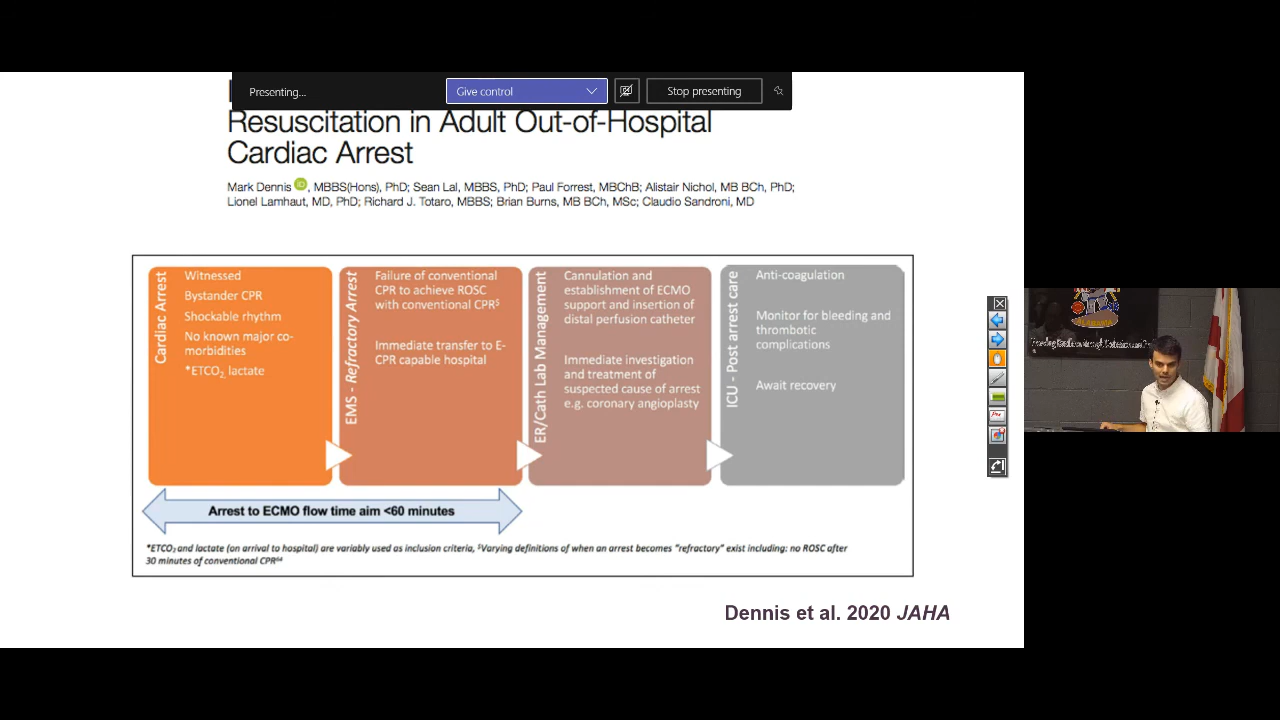 Presenting...
Give control
Stop presenting
Resuscitation in Adult Out-of-Hospital
Cardiac Arrest
Mark Dennis iD, MBBS(Hons), PhD; Sean Lal, MBBS, PhD; Paul Forrest, MBChB; Alistair Nichol, MB BCh, PhD;
Lionel Lamhaut, MD, PhD; Richard J. Totaro, MBBS; Brian Burns, MB BCh, MSc; Claudio Sandroni, MD
Cardiac Arrest
Witnessed
Bystander CPR
Shockable rhythm
No known major co-
morbidities
*ETCO2 lactate
EMS - Refractory Arrest
Failure of conventional
CPR to achieve ROSC
with conventional CPR$
Immediate transfer to E-
CPR capable hospital
ER/Cath Lab Management
Cannulation and
establishment of ECMO
support and insertion of
distal perfusion catheter
Immediate investigation
and treatment of
suspected cause of arrest
e.g. coronary angioplasty
ICU - Post arrest care
Anti-coagulation
Monitor for bleeding and
thrombotic
complications
Await recovery
Arrest to ECMO flow time aim <60 minutes
*ETCO2 and lactate (on arrival to hospital) are variably used as inclusion criteria, $Varying definitions of when an arrest becomes "refractory" exist including: no ROSC after
30 minutes of conventional CPR64
Dennis et al. 2020 JAHA